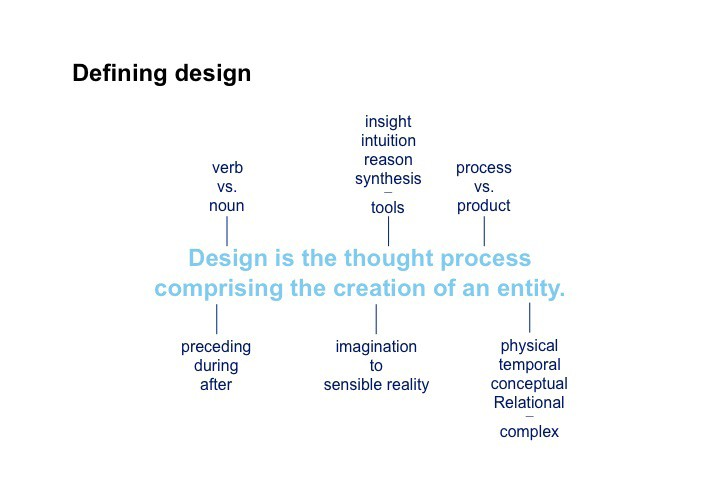 Defining design
verb
vs.
noun
insight
intuition
reason
synthesis
–
tools
process
vs.
product
Design is the thought process
comprising the creation of an entity.
preceding
during
after
imagination
to
sensible reality
physical
temporal
conceptual
Relational
–
complex